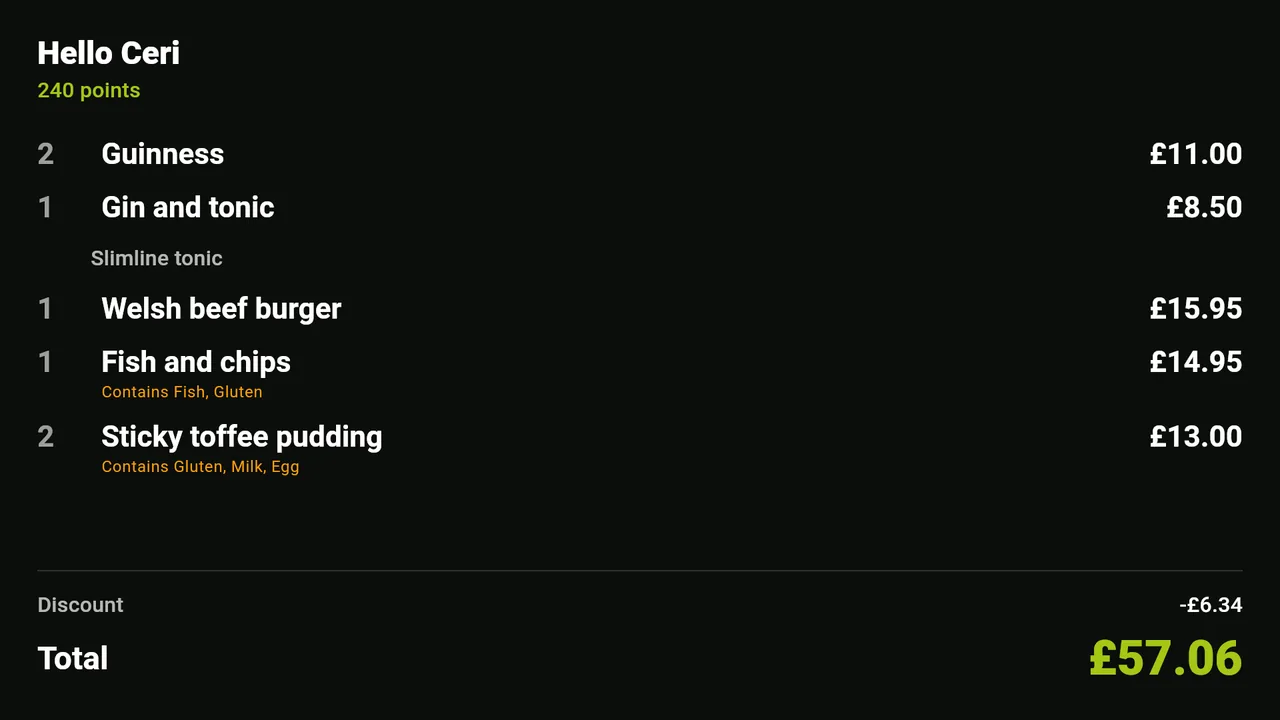 Hello Ceri
240 points
2 Guinness £11.00
1 Gin and tonic £8.50
Slimline tonic
1 Welsh beef burger £15.95
1 Fish and chips £14.95
Contains Fish, Gluten
2 Sticky toffee pudding £13.00
Contains Gluten, Milk, Egg
Discount -£6.34
Total £57.06